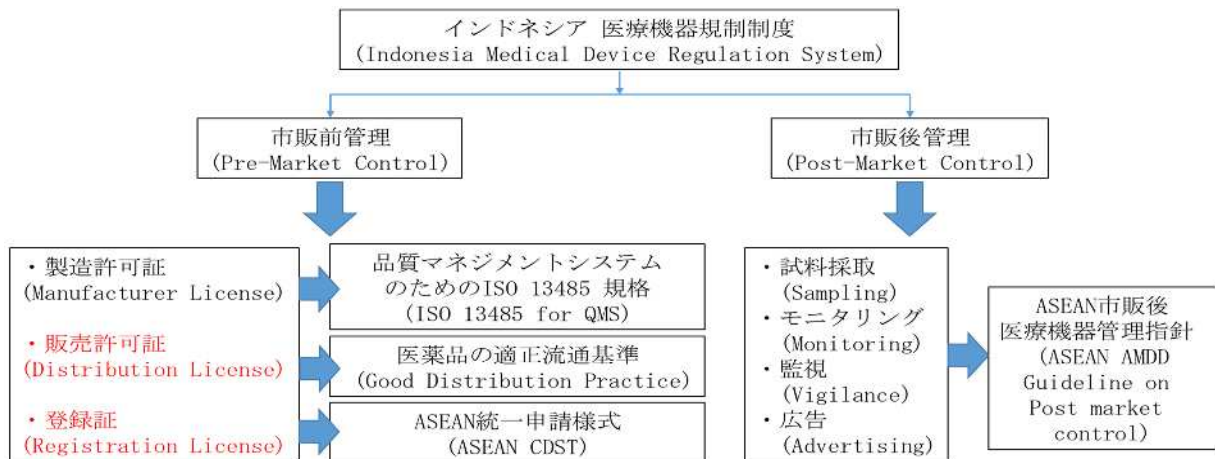 インドネシア 医療機器規制制度
(Indonesia Medical Device Regulation System)
市販前管理
(Pre-Market Control)
市販後管理
(Post-Market Control)
・製造許可証
(Manufacturer License)
・販売許可証
(Distribution License)
・登録証
(Registration License)
品質マネジメントシステム
のためのISO 13485 規格
(ISO 13485 for QMS)
医薬品の適正流通基準
(Good Distribution Practice)
ASEAN統一申請様式
(ASEAN CDST)
・試料採取
(Sampling)
・モニタリング
(Monitoring)
・監視
(Vigilance)
・広告
(Advertising)
ASEAN市販後
医療機器管理指針
(ASEAN AMDD
Guideline on
Post market
control)